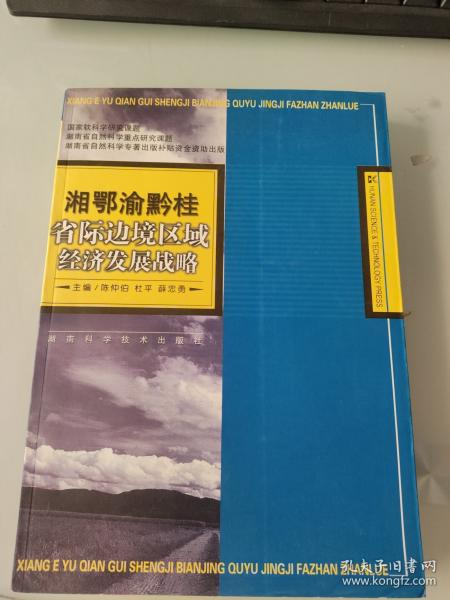 XIANG E YU QIAN GUI SHENGJI BIANJING QUYU JINGJI FAZHAN ZHANLUE
国家软科学研究课题
湖南省自然科学重点研究课题
湖南省自然科学专著出版补贴资金资助出版
湘鄂渝黔桂
省际边境区域
经济发展战略
主编/陈仲伯 杜平 薛忠勇
湖南科学技术出版社
HUNAN SCIENCE & TECHNOLOGY PRESS
XIANG E YU QIAN GUI SHENGJI BIANJING QUYU JINGJI FAZHAN ZHANLUE
孔夫子旧书网
www.kongfz.com